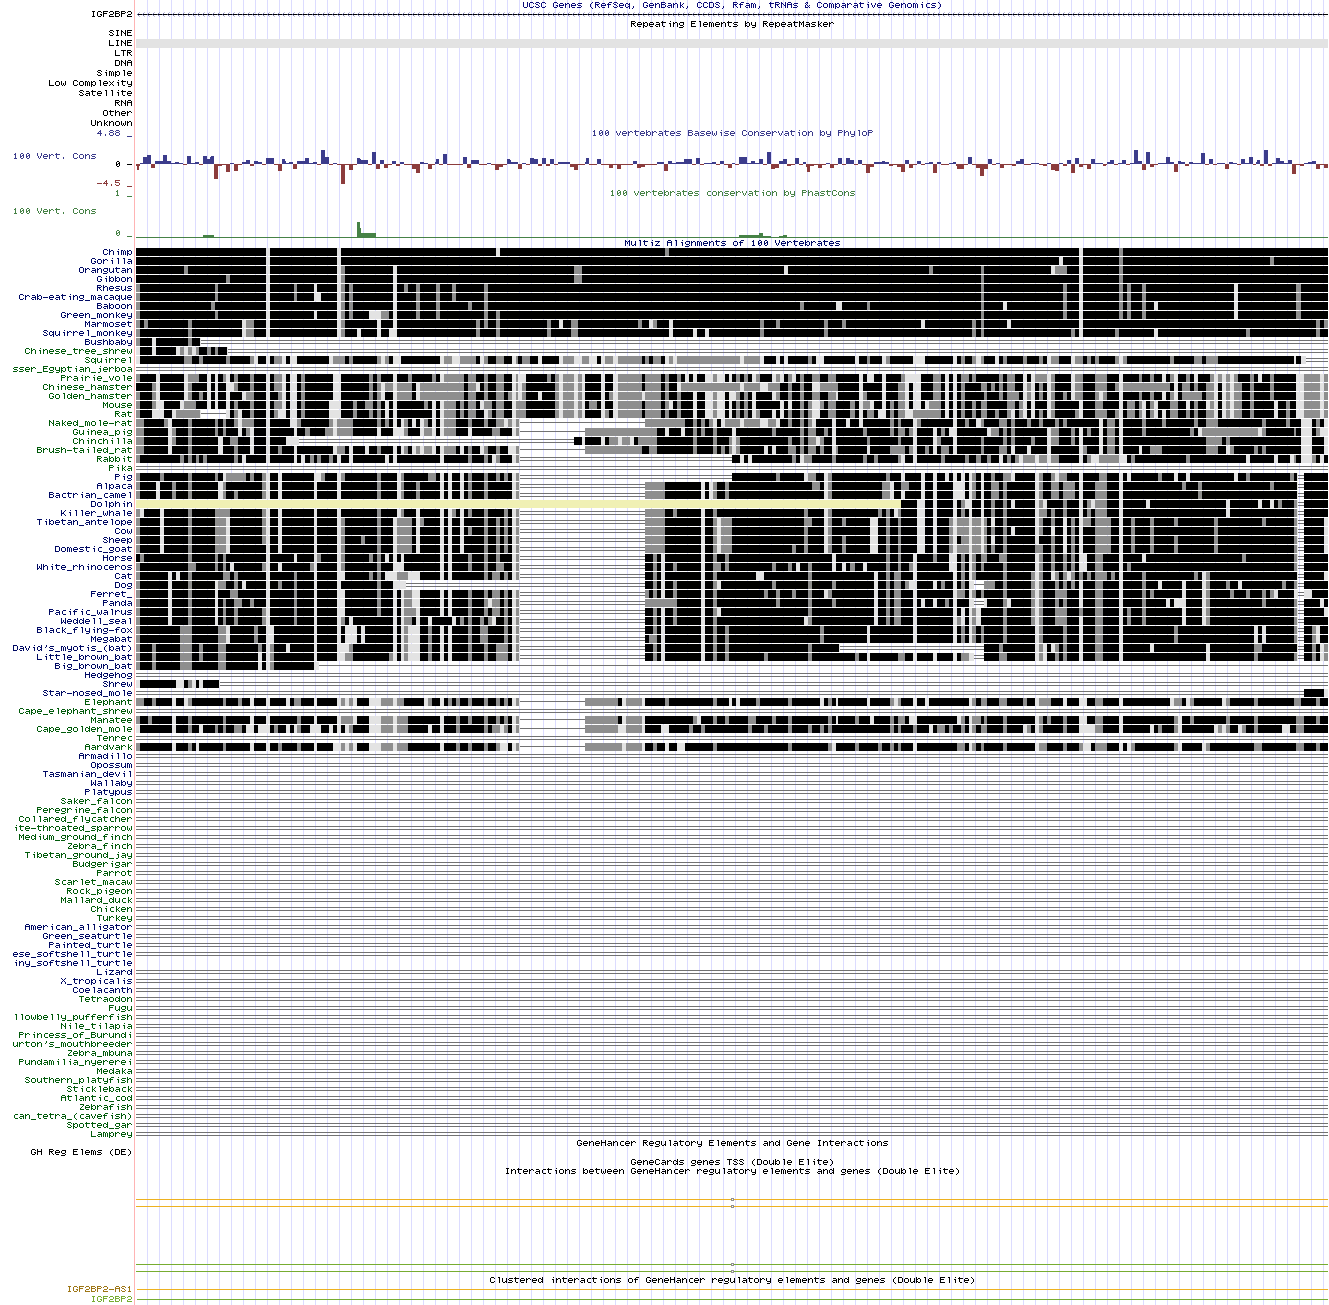 UCSC Genes (RefSeq, GenBank, CCDS, Rfam, tRNAs & Comparative Genomics)
IGF2BP2
Repeating Elements by RepeatMasker
SINE
LINE
LTR
DNA
Simple
Low Complexity
Satellite
RNA
Other
Unknown
4.88 _
100 vertebrates Basewise Conservation by PhyloP
100 Vert. Cons
0 _
-4.5 _
100 vertebrates conservation by PhastCons
1 _
100 Vert. Cons
0 _
Multiz Alignments of 100 Vertebrates
Chimp
Gorilla
Orangutan
Gibbon
Rhesus
Crab-eating_macaque
Baboon
Green_monkey
Marmoset
Squirrel_monkey
Bushbaby
Chinese_tree_shrew
Squirrel
sser_Egyptian_jerboa
Prairie_vole
Chinese_hamster
Golden_hamster
Mouse
Rat
Naked_mole-rat
Guinea_pig
Chinchilla
Brush-tailed_rat
Rabbit
Pika
Pig
Alpaca
Bactrian_camel
Dolphin
Killer_whale
Tibetan_antelope
Cow
Sheep
Domestic_goat
Horse
White_rhinoceros
Cat
Dog
Ferret_
Panda
Pacific_walrus
Weddell_seal
Black_flying-fox
Megabat
David's_myotis_(bat)
Little_brown_bat
Big_brown_bat
Hedgehog
Shrew
Star-nosed_mole
Elephant
Cape_elephant_shrew
Manatee
Cape_golden_mole
Tenrec
Aardvark
Armadillo
Opossum
Tasmanian_devil
Wallaby
Platypus
Saker_falcon
Peregrine_falcon
Collared_flycatcher
ite-throated_sparrow
Medium_ground_finch
Zebra_finch
Tibetan_ground_jay
Budgerigar
Parrot
Scarlet_macaw
Rock_pigeon
Mallard_duck
Chicken
Turkey
American_alligator
Green_seaturtle
Painted_turtle
ese_softshell_turtle
iny_softshell_turtle
Lizard
X_tropicalis
Coelacanth
Tetraodon
Fugu
llowbelly_pufferfish
Nile_tilapia
Princess_of_Burundi
urton's_mouthbreeder
Zebra_mbuna
Pundamilia_nyererei
Medaka
Southern_platyfish
Stickleback
Atlantic_cod
Zebrafish
can_tetra_(cavefish)
Spotted_gar
Lamprey
GeneHancer Regulatory Elements and Gene Interactions
GH Reg Elems (DE)
GeneCards genes TSS (Double Elite)
Interactions between GeneHancer regulatory elements and genes (Double Elite)
Clustered interactions of GeneHancer regulatory elements and genes (Double Elite)
IGF2BP2-AS1
IGF2BP2